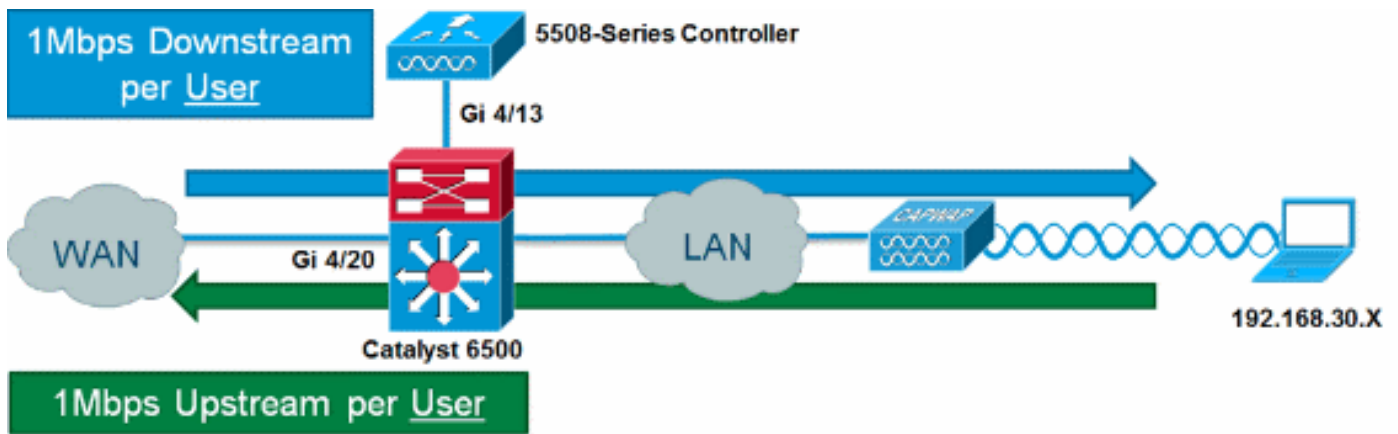 1Mbps Downstream
per User
5508-Series Controller
Gi 4/13
WAN
Gi 4/20
LAN
CAPWAP
192.168.30.X
Catalyst 6500
1Mbps Upstream per User